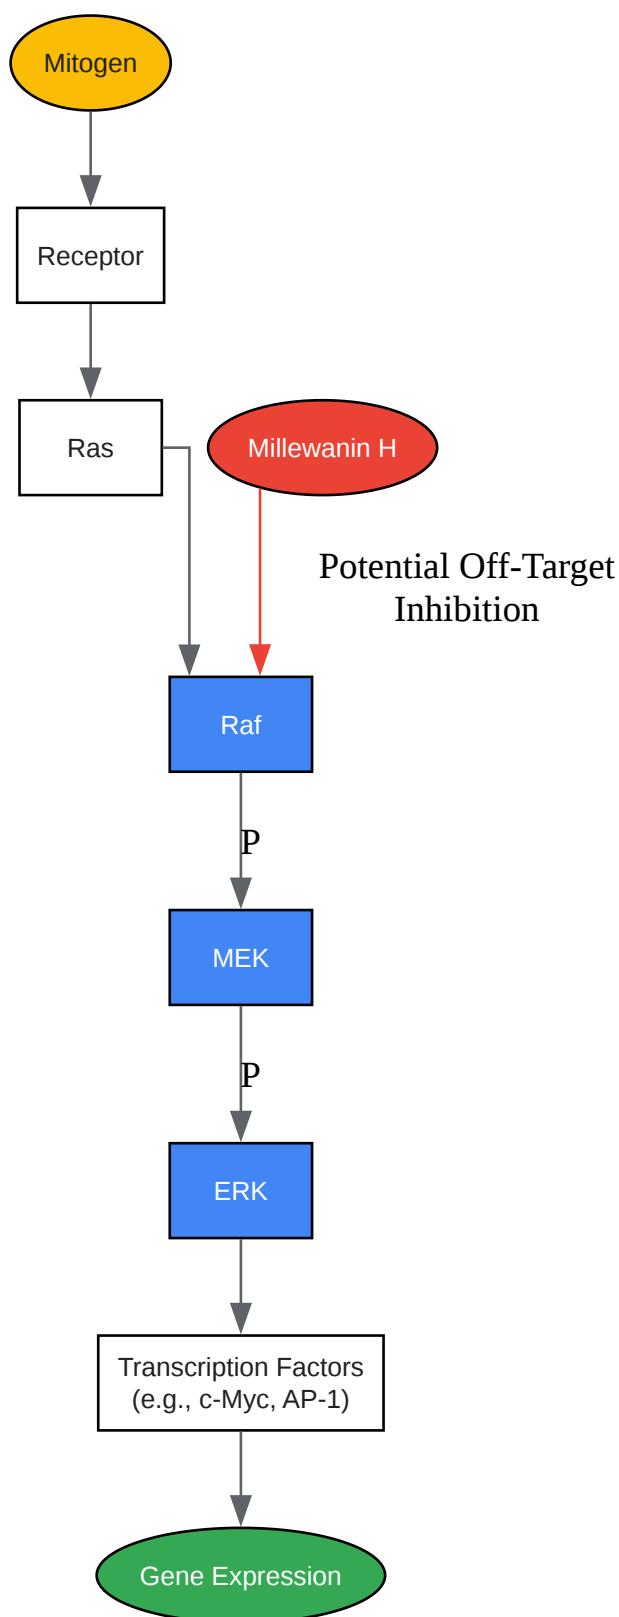 Mitogen
Receptor
Ras
Millewanin H
Potential Off-Target
Inhibition
Raf
P
MEK
P
ERK
Transcription Factors
(e.g., c-Myc, AP-1)
Gene Expression